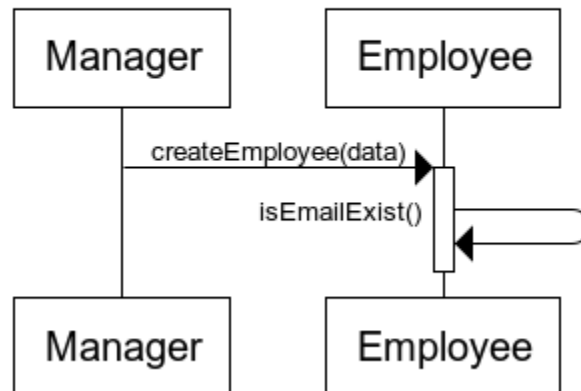 Manager
Employee
createEmployee(data)
isEmailExist()
Manager
Employee